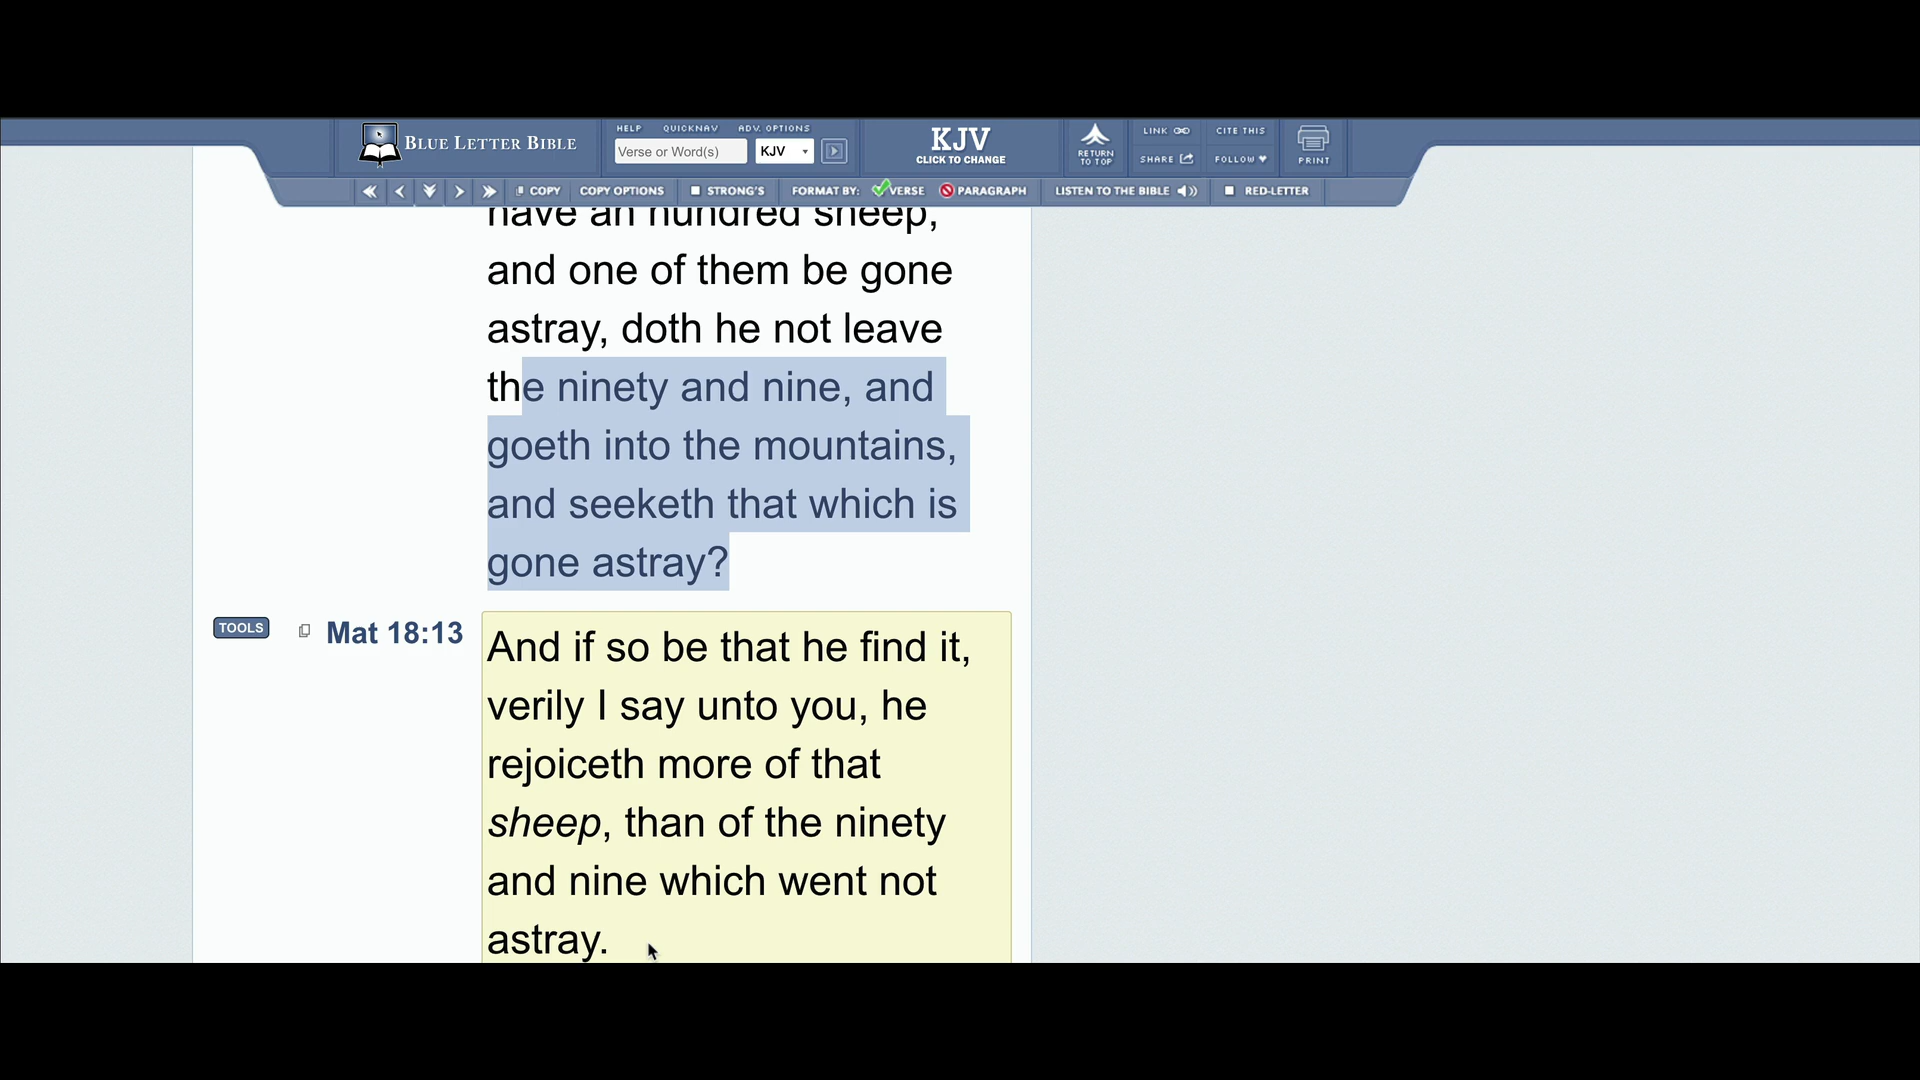 BLUE LETTER BIBLE
HELP QUICKNAV ADV. OPTIONS
Verse or Word(s) KJV
KJV
CLICK TO CHANGE
RETURN
TO TOP
LINK
SHARE
CITE THIS
FOLLOW
PRINT
COPY COPY OPTIONS STRONG'S FORMAT BY: VERSE PARAGRAPH LISTEN TO THE BIBLE RED-LETTER
have an hundred sheep,
and one of them be gone
astray, doth he not leave
the ninety and nine, and
goeth into the mountains,
and seeketh that which is
gone astray?
TOOLS Mat 18:13
And if so be that he find it,
verily I say unto you, he
rejoiceth more of that
sheep, than of the ninety
and nine which went not
astray.